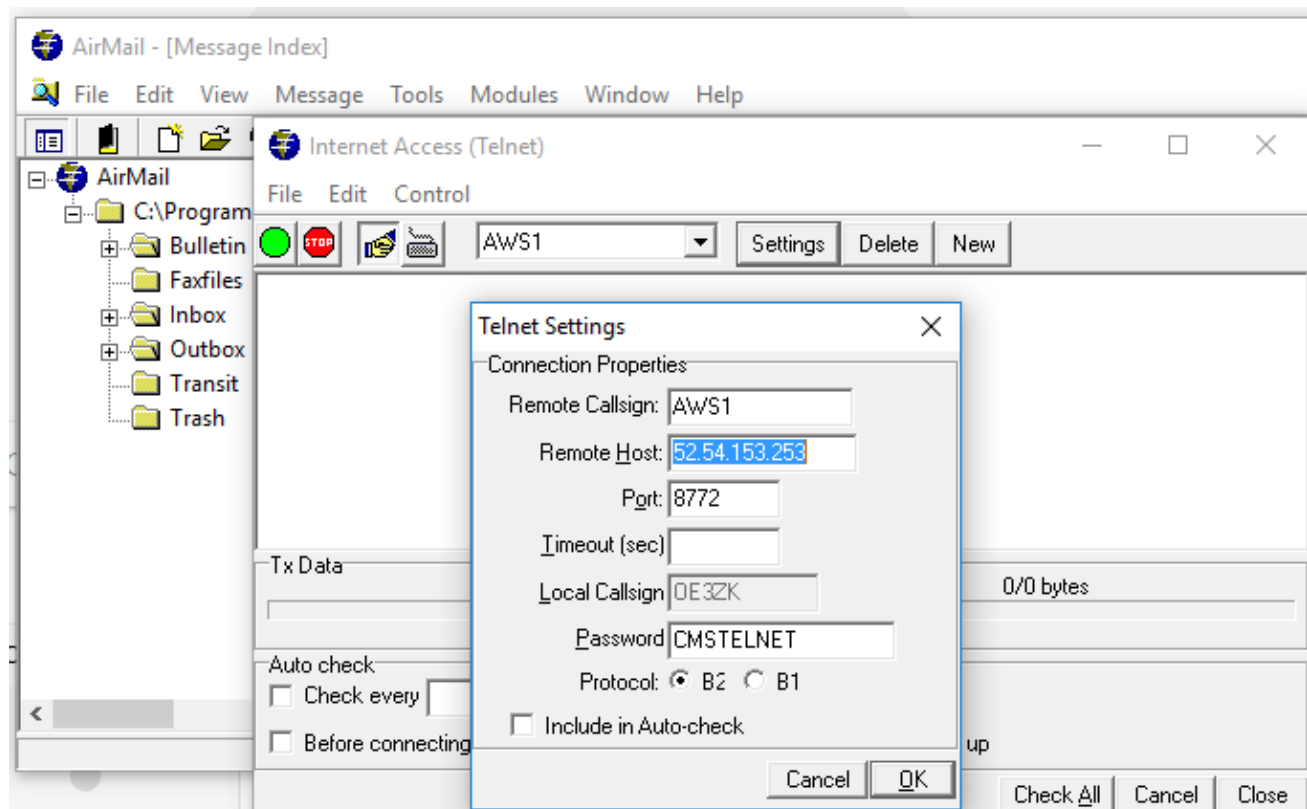 AirMail - [Message Index]
File Edit View Message Tools Modules Window Help
Internet Access (Telnet)
File Edit Control
STOP
AWS1
Settings Delete New
AirMail
C:\Program
Bulletin
Faxfiles
Inbox
Outbox
Transit
Trash
Telnet Settings
Connection Properties
Remote Callsign: AWS1
Remote Host: 52.54.153.253
Port: 8772
Timeout (sec)
Local Callsign OE3ZK
Password CMSTELNET
Protocol: B2 B1
Include in Auto-check
Cancel OK
Tx Data
0/0 bytes
Auto check
Check every
Before connecting
up
Check All Cancel Close